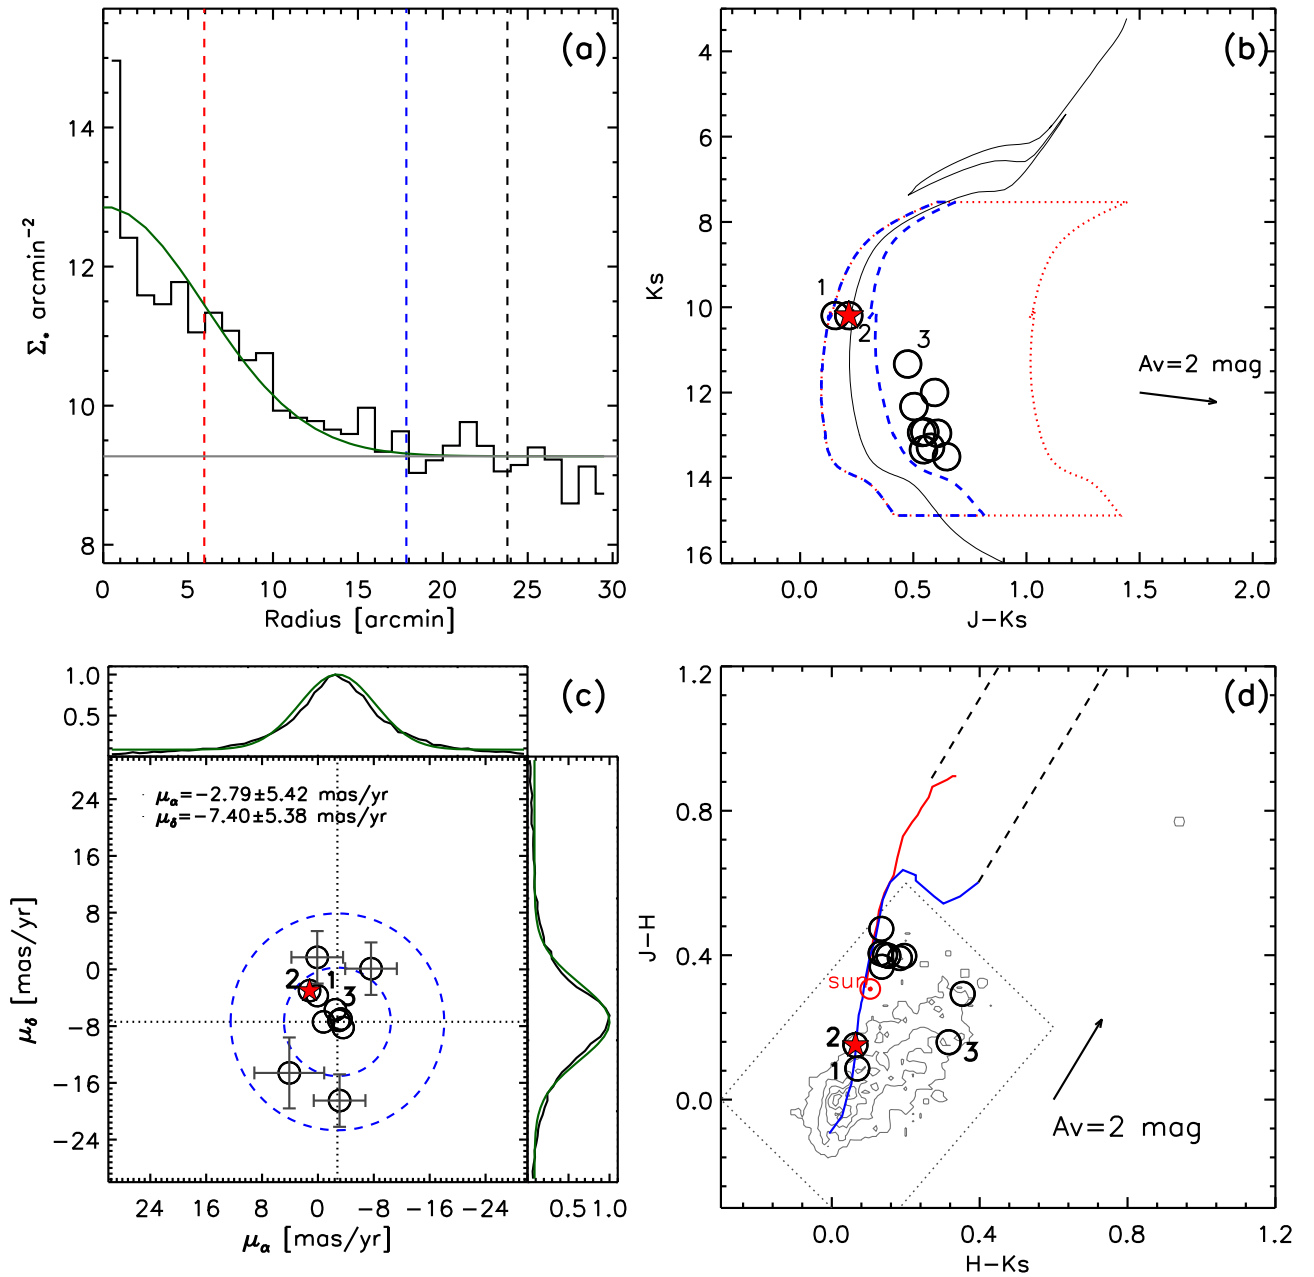 (a)
14
12
10
8
Σ* arcmin⁻²
0 5 10 15 20 25 30
Radius [arcmin]
(b)
4
6
8
10
12
14
16
Ks
1
2
3
Av=2 mag
0.0 0.5 1.0 1.5 2.0
J-Ks
(c)
1.0
0.5
μα=-2.79±5.42 mas/yr
μδ=-7.40±5.38 mas/yr
24
16
8
0
-8
-16
-24
μδ [mas/yr]
2 1
3
24 16 8 0 -8 -16 -24
0.5 1.0
μα [mas/yr]
(d)
1.2
0.8
0.4
0.0
J-H
sun
2
1
3
Av=2 mag
0.0 0.4 0.8 1.2
H-Ks